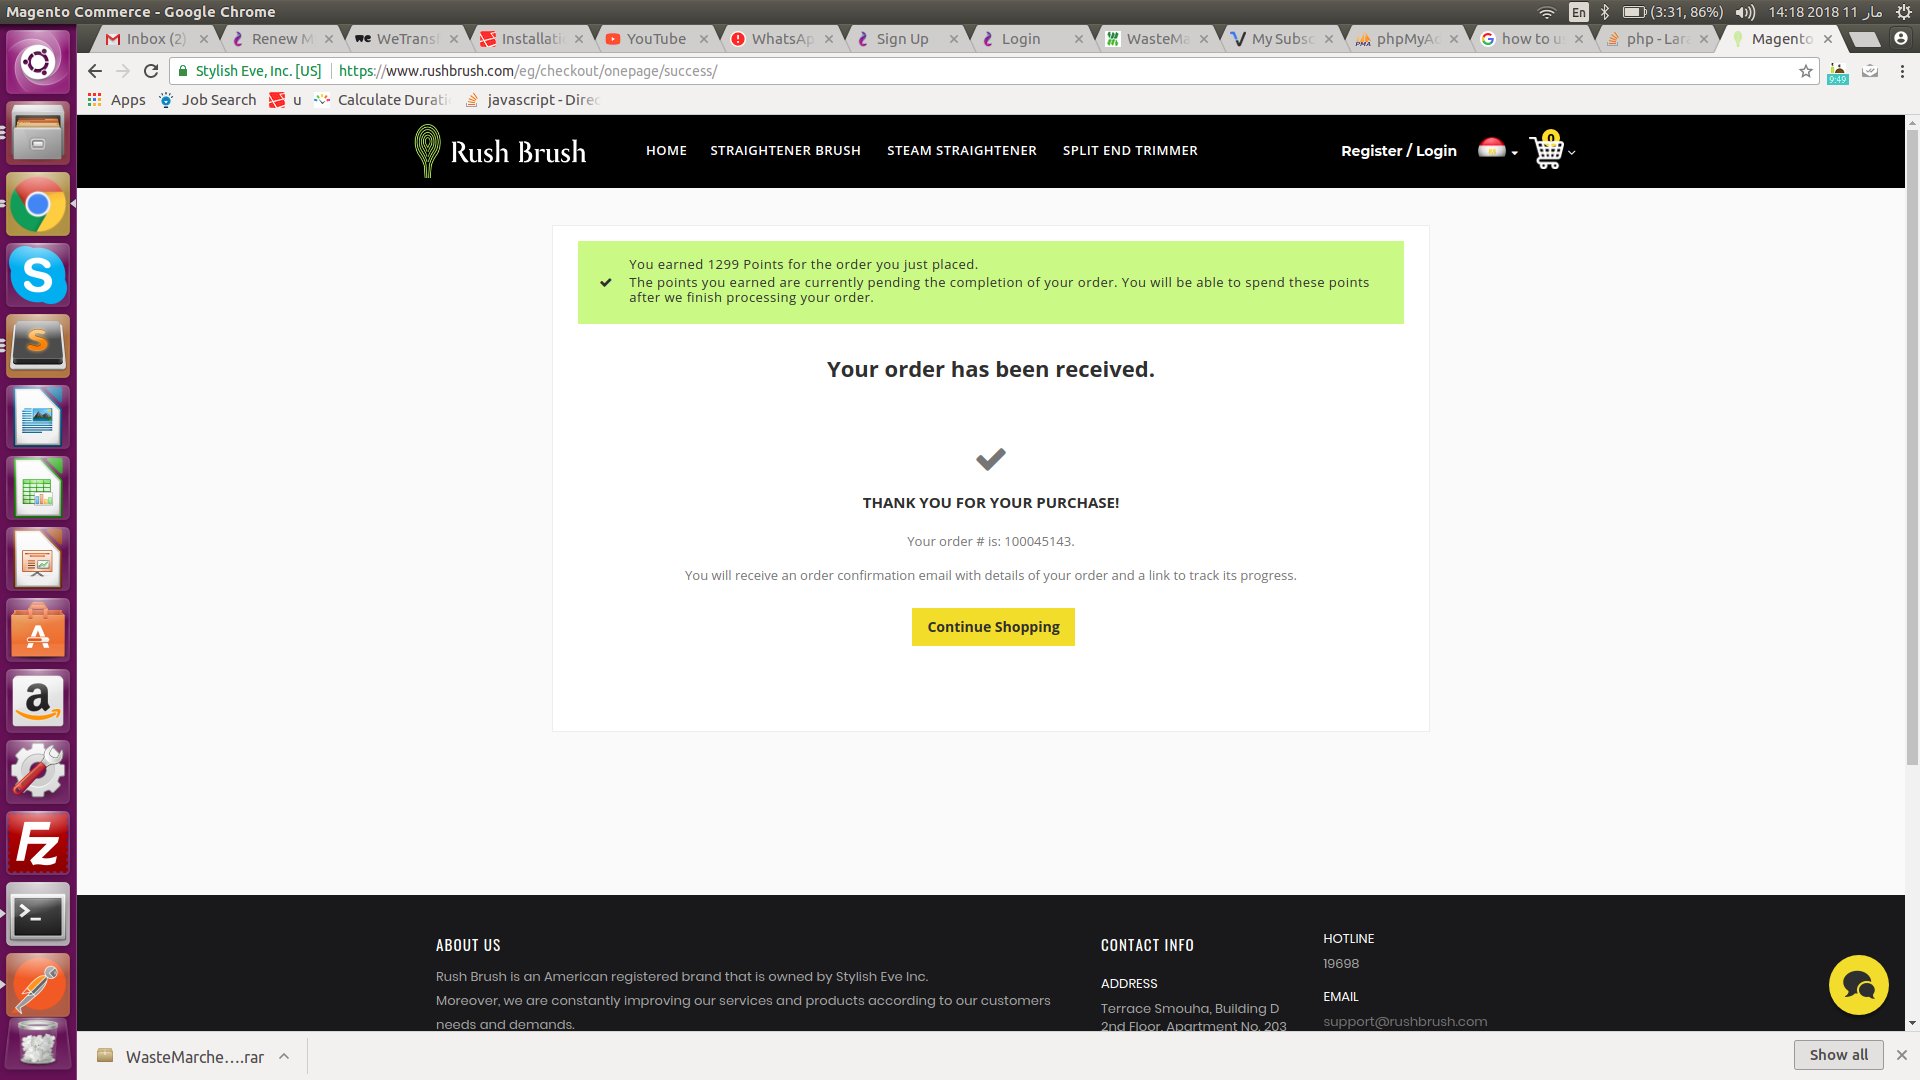 Magento Commerce - Google Chrome
En
(3:31, 86%)
14:18 2018 11 مار
Inbox (2)
Renew M
WeTransf
Installati
YouTube
WhatsAp
Sign Up
Login
WasteMa
My Subsc
phpMyAd
how to u
php - Lar
Magento
Stylish Eve, Inc. [US]
https://www.rushbrush.com/eg/checkout/onepage/success/
9:49
Apps
Job Search
u
Calculate Durati
javascript - Direc
Rush Brush
HOME
STRAIGHTENER BRUSH
STEAM STRAIGHTENER
SPLIT END TRIMMER
Register / Login
0
You earned 1299 Points for the order you just placed.
The points you earned are currently pending the completion of your order. You will be able to spend these points
after we finish processing your order.
Your order has been received.
THANK YOU FOR YOUR PURCHASE!
Your order # is: 100045143.
You will receive an order confirmation email with details of your order and a link to track its progress.
Continue Shopping
ABOUT US
Rush Brush is an American registered brand that is owned by Stylish Eve Inc.
Moreover, we are constantly improving our services and products according to our customers
needs and demands.
CONTACT INFO
ADDRESS
Terrace Smouha, Building D
2nd Floor, Apartment No. 203
HOTLINE
19698
EMAIL
support@rushbrush.com
WasteMarche....rar
Show all